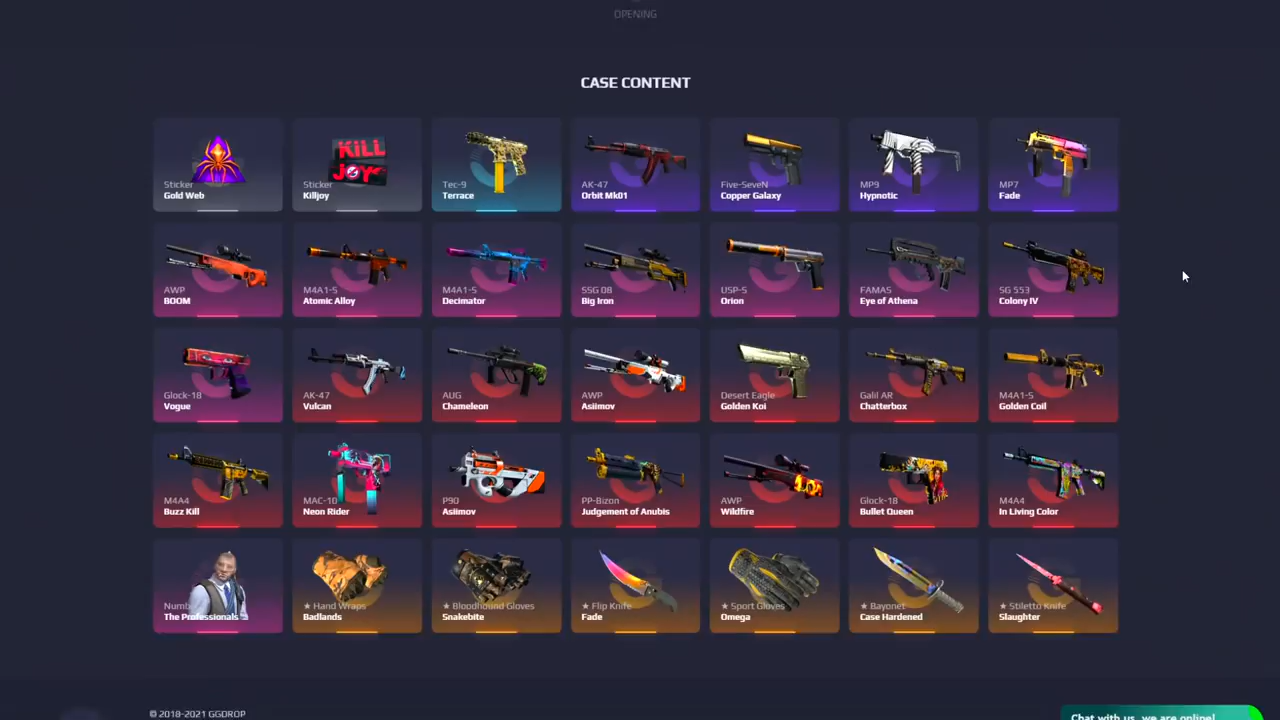 OPENING
CASE CONTENT
Sticker
Gold Web
KILL
JOY
Sticker
Killjoy
Tec-9
Terrace
AK-47
Orbit Mk01
Five-SeveN
Copper Galaxy
MP9
Hypnotic
MP7
Fade
AWP
BOOM
M4A1-S
Atomic Alloy
M4A1-S
Decimator
SSG 08
Big Iron
USP-S
Orion
FAMAS
Eye of Athena
SG 553
Colony IV
Glock-18
Vogue
AK-47
Vulcan
AUG
Chameleon
AWP
Asiimov
Desert Eagle
Golden Koi
Galil AR
Chatterbox
M4A1-S
Golden Coil
M4A4
Buzz Kill
MAC-10
Neon Rider
P90
Asiimov
PP-Bizon
Judgement of Anubis
AWP
Wildfire
Glock-18
Bullet Queen
M4A4
In Living Color
Numb
The Professionals
★ Hand Wraps
Badlands
★ Bloodhound Gloves
Snakebite
★ Flip Knife
Fade
★ Sport Gloves
Omega
★ Bayonet
Case Hardened
★ Stiletto Knife
Slaughter
© 2018-2021 GGDROP
Chat with us, we are online!